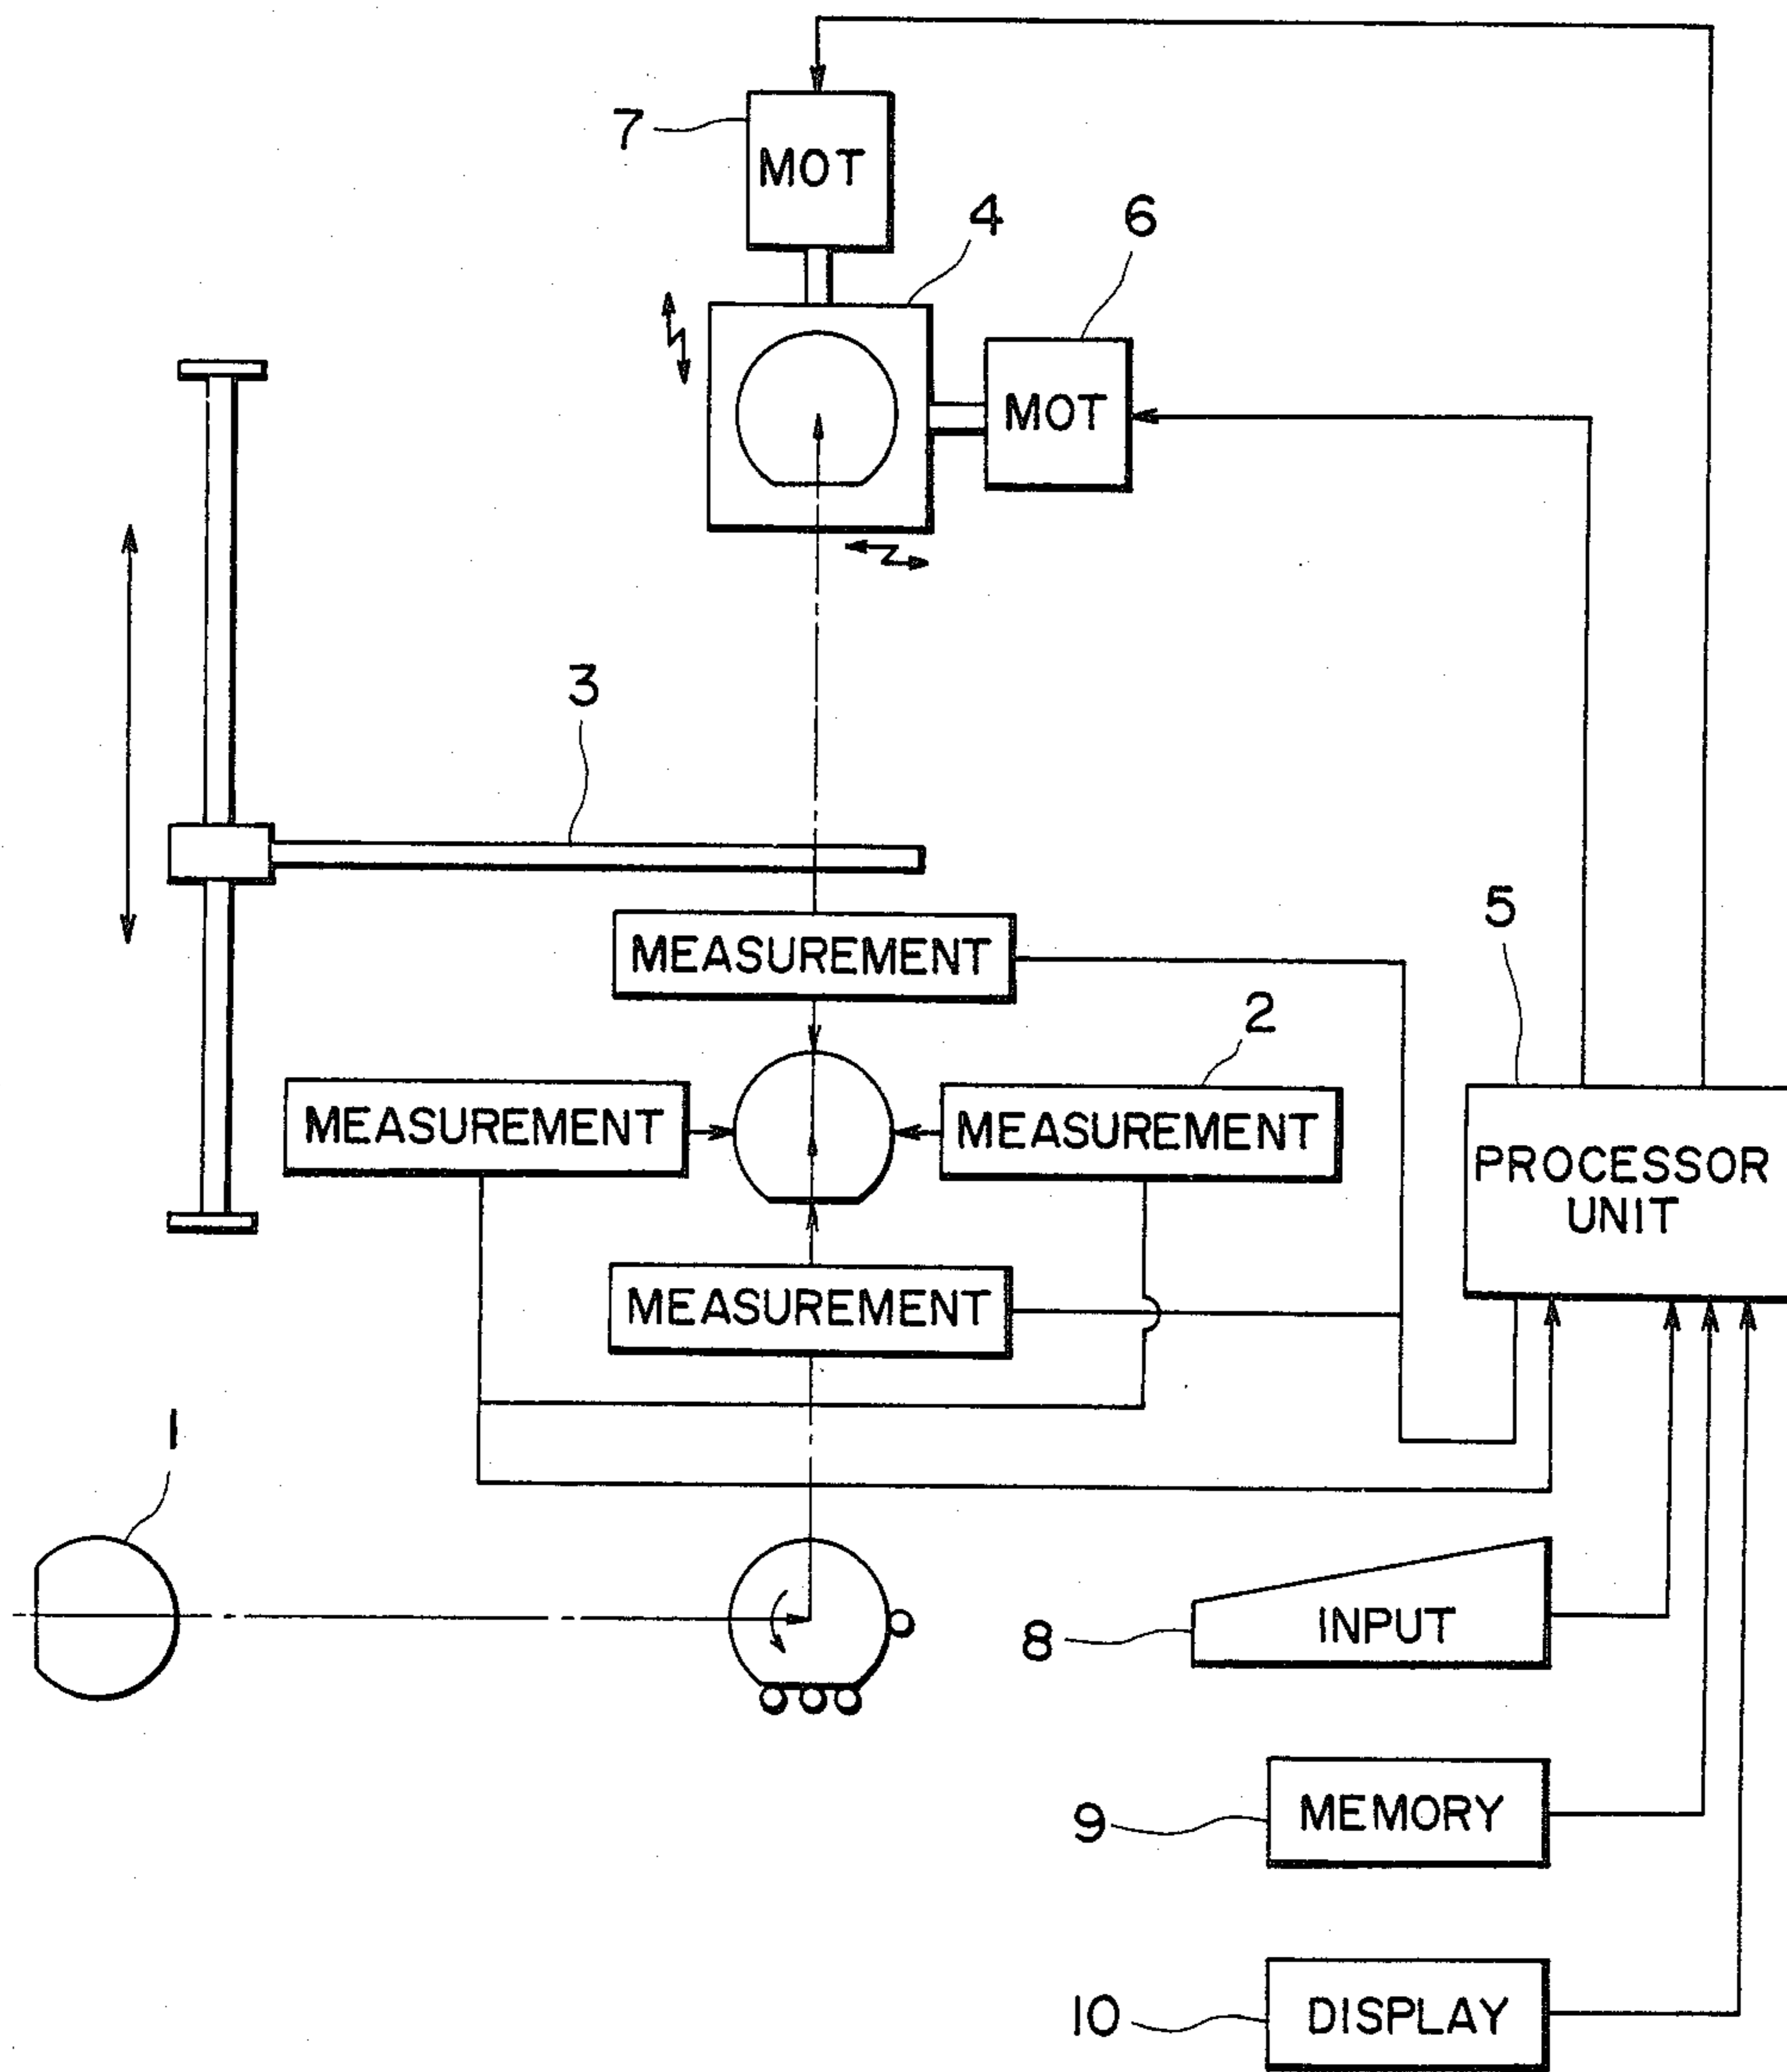 7
MOT
4
6
MOT
3
MEASUREMENT
5
2
MEASUREMENT
MEASUREMENT
PROCESSOR
UNIT
MEASUREMENT
1
8
INPUT
9
MEMORY
10
DISPLAY